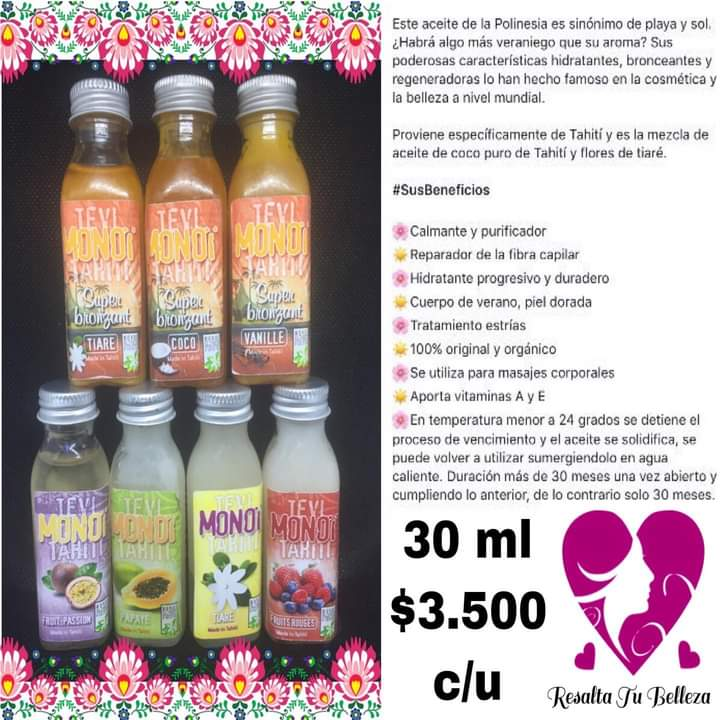 TEVI
MONOÏ
TAHITI
Super
bronzant
TIARE
Made in Tahiti
TEVI
MONOÏ
TAHITI
Super
bronzant
COCO
Made in Tahiti
TEVI
MONOÏ
TAHITI
Super
bronzant
VANILLE
Made in Tahiti
TEVI
MONOÏ
TAHITI
FRUIT PASSION
Made in Tahiti
TEVI
MONOÏ
TAHITI
PAPAYE
Made in Tahiti
TEVI
MONOÏ
TAHITI
TIARE
Made in Tahiti
TEVI
MONOÏ
TAHITI
FRUITS ROUGES
Made in Tahiti
Este aceite de la Polinesia es sinónimo de playa y sol.
¿Habrá algo más veraniego que su aroma? Sus
poderosas características hidratantes, bronceantes y
regeneradoras lo han hecho famoso en la cosmética y
la belleza a nivel mundial.
Proviene específicamente de Tahití y es la mezcla de
aceite de coco puro de Tahití y flores de tiaré.
#SusBeneficios
Calmante y purificador
Reparador de la fibra capilar
Hidratante progresivo y duradero
Cuerpo de verano, piel dorada
Tratamiento estrías
100% original y orgánico
Se utiliza para masajes corporales
Aporta vitaminas A y E
En temperatura menor a 24 grados se detiene el
proceso de vencimiento y el aceite se solidifica, se
puede volver a utilizar sumergiendolo en agua
caliente. Duración más de 30 meses una vez abierto y
cumpliendo lo anterior, de lo contrario solo 30 meses.
30 ml
$3.500
c/u
Resalta Tu Belleza